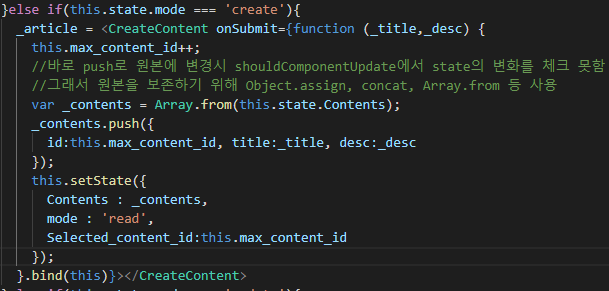 }else if(this.state.mode === 'create'){
_article = <CreateContent onSubmit={function (_title,_desc) {
this.max_content_id++;
//바로 push로 원본에 변경시 shouldComponentUpdate에서 state의 변화를 체크 못함
//그래서 원본을 보존하기 위해 Object.assign, concat, Array.from 등 사용
var _contents = Array.from(this.state.Contents);
_contents.push({
id:this.max_content_id, title:_title, desc:_desc
});
this.setState({
Contents : _contents,
mode : 'read',
Selected_content_id:this.max_content_id
});
}.bind(this)}></CreateContent>